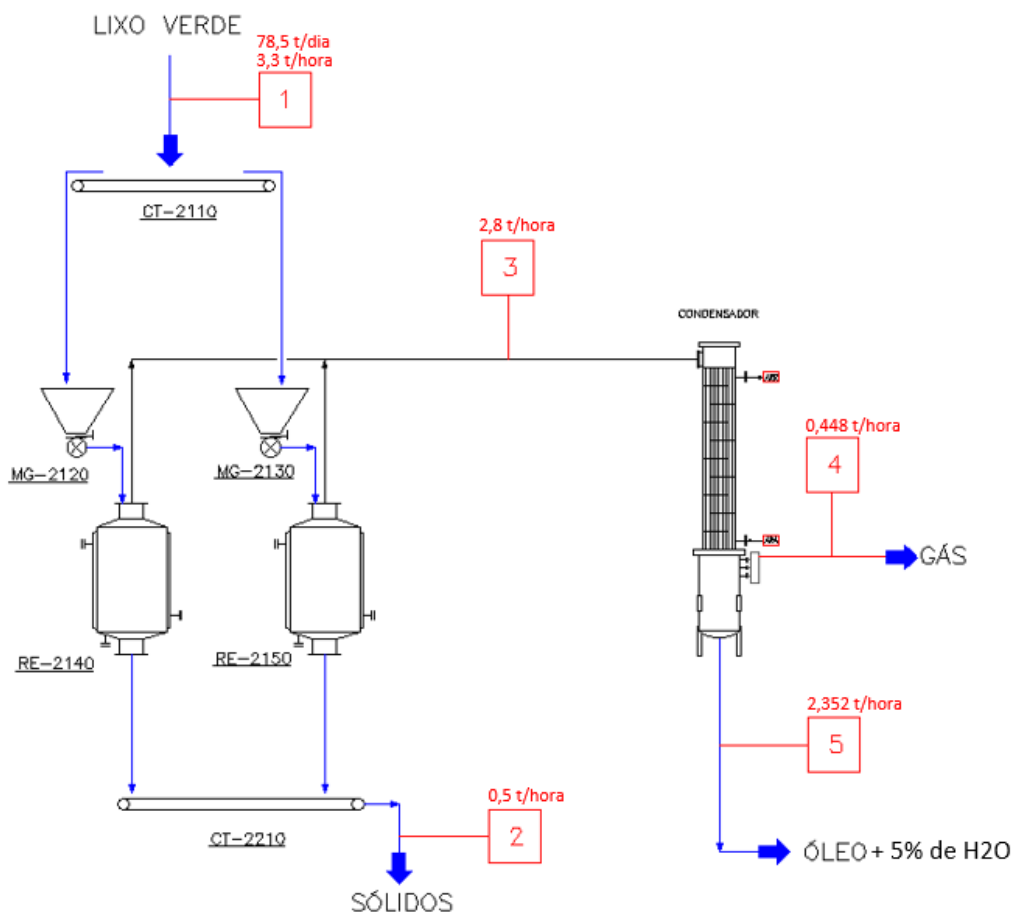 LIXO VERDE
78,5 t/dia
3,3 t/hora
1
CT-2110
2,8 t/hora
3
CONDENSADOR
MG-2120
MG-2130
0,448 t/hora
4
GÁS
RE-2140
RE-2150
2,352 t/hora
5
CT-2210
0,5 t/hora
2
ÓLEO + 5% de H2O
SÓLIDOS